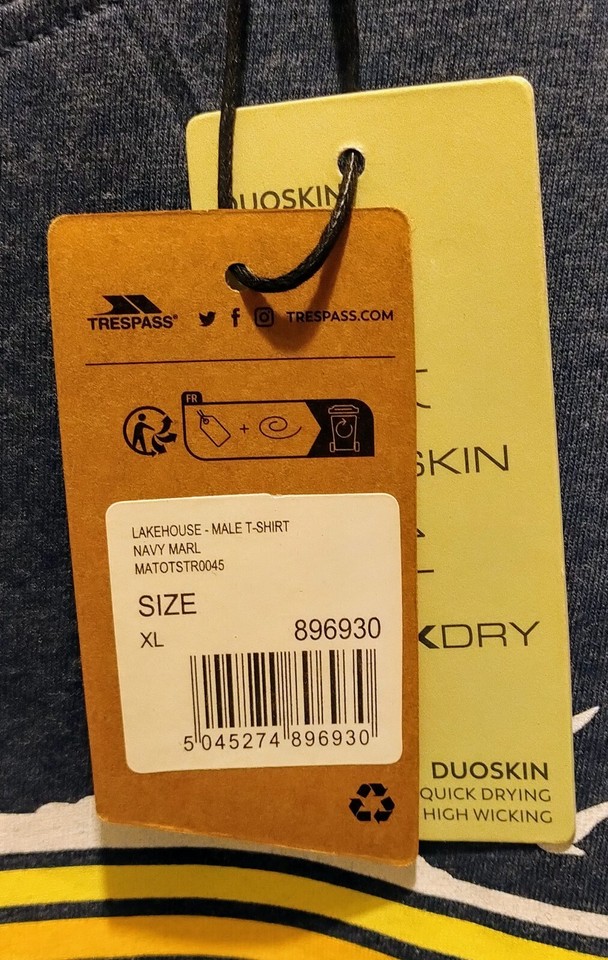 DUOSKIN
TRESPASS
TRESPASS.COM
FR
+
LAKEHOUSE - MALE T-SHIRT
NAVY MARL
MATOTSTR0045
SIZE
XL
896930
5 045274 896930
SKIN
KDRY
DUOSKIN
QUICK DRYING
HIGH WICKING